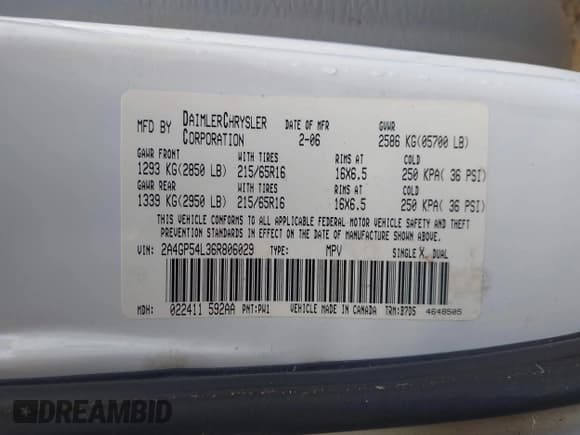 MFD BY DAIMLERCHRYSLER CORPORATION DATE OF MFR 2-06 GVWR 2586 KG(05700 LB)
GAWR FRONT WITH TIRES RIMS AT COLD
1293 KG(2850 LB) 215/65R16 16X6.5 250 KPA( 36 PSI)
GAWR REAR WITH TIRES RIMS AT COLD
1339 KG(2950 LB) 215/65R16 16X6.5 250 KPA( 36 PSI)
THIS VEHICLE CONFORMS TO ALL APPLICABLE FEDERAL MOTOR VEHICLE SAFETY AND THEFT
PREVENTION STANDARDS IN EFFECT ON THE DATE OF MANUFACTURE SHOWN ABOVE.
VIN: 2A4GP54L36R806029 TYPE: MPV SINGLE X DUAL
MDH: 022411 592AA PNT:PW1 VEHICLE MADE IN CANADA TRM:B7D5 4648505
DREAMBID